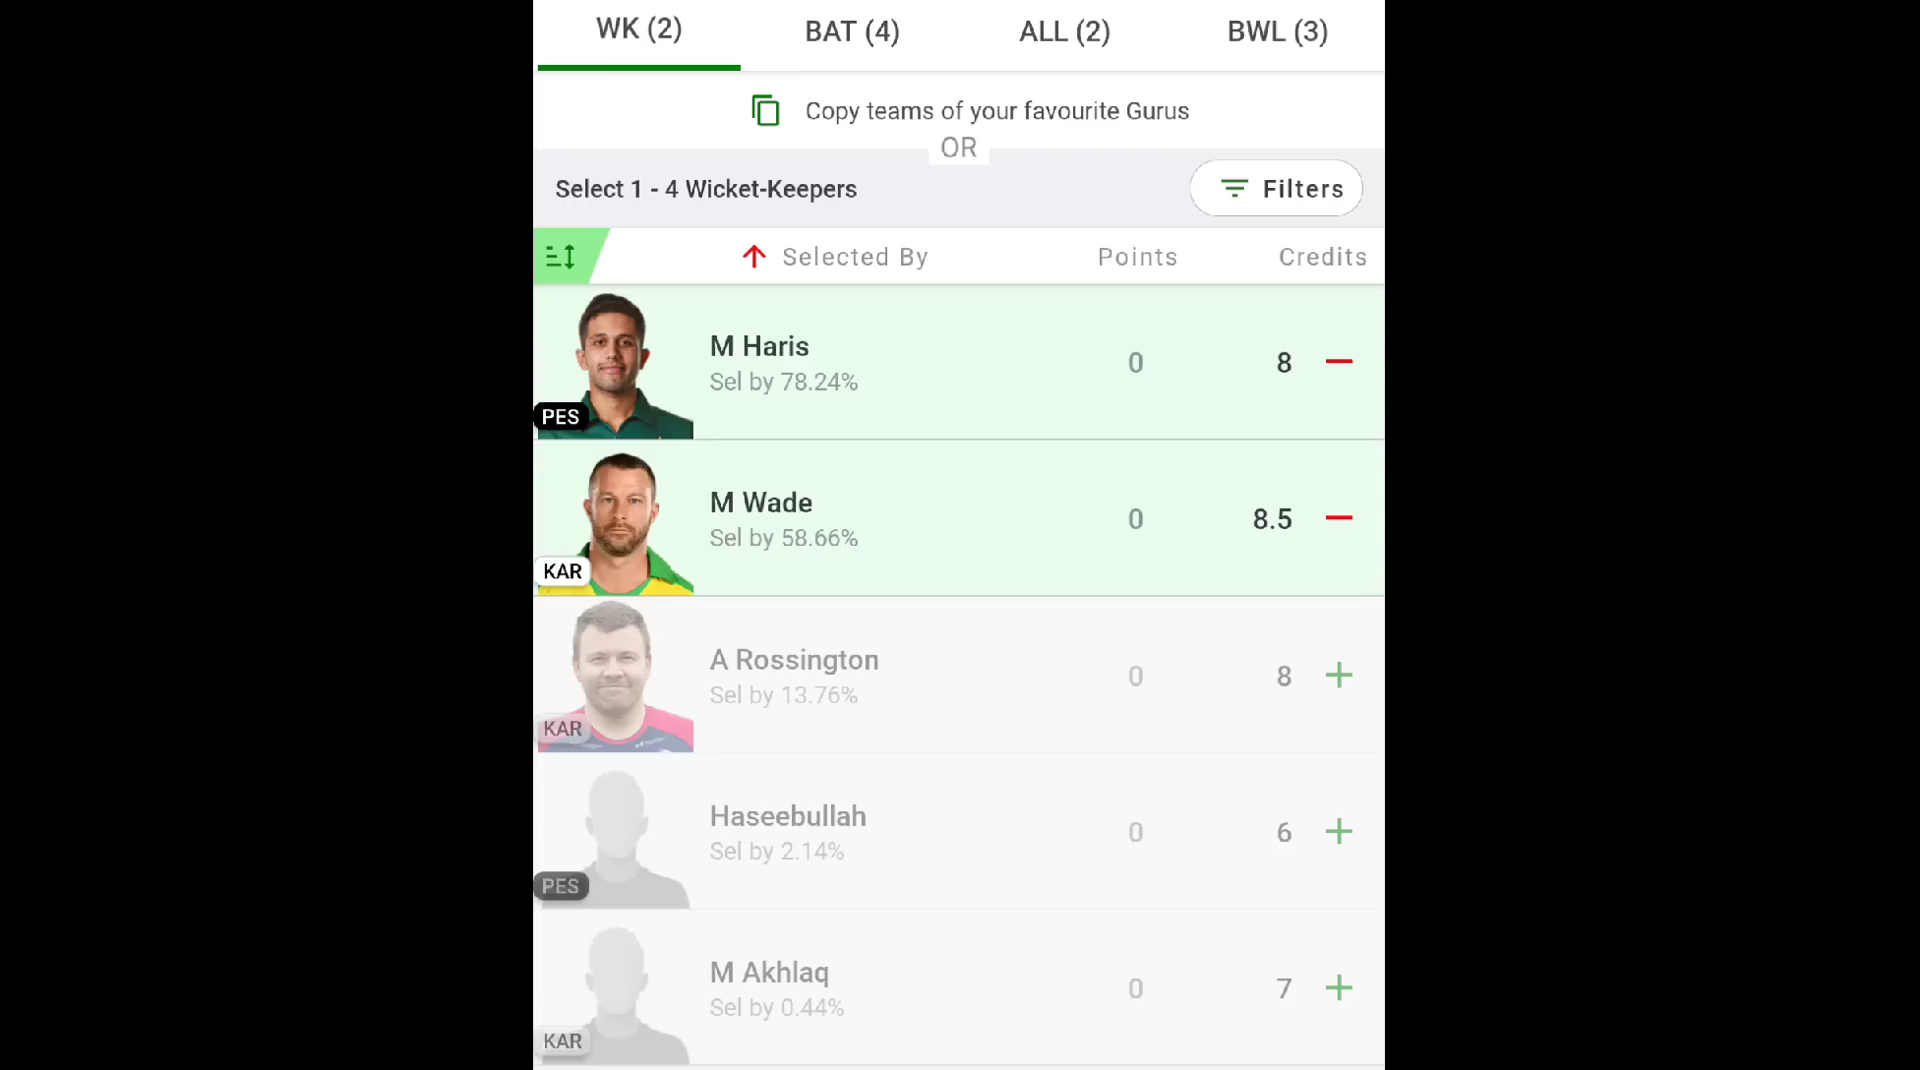 WK (2) BAT (4) ALL (2) BWL (3)
Copy teams of your favourite Gurus
OR
Select 1 - 4 Wicket-Keepers Filters
Selected By Points Credits
M Haris
Sel by 78.24%
0 8
PES
M Wade
Sel by 58.66%
0 8.5
KAR
A Rossington
Sel by 13.76%
0 8
KAR
Haseebullah
Sel by 2.14%
0 6
PES
M Akhlaq
Sel by 0.44%
0 7
KAR